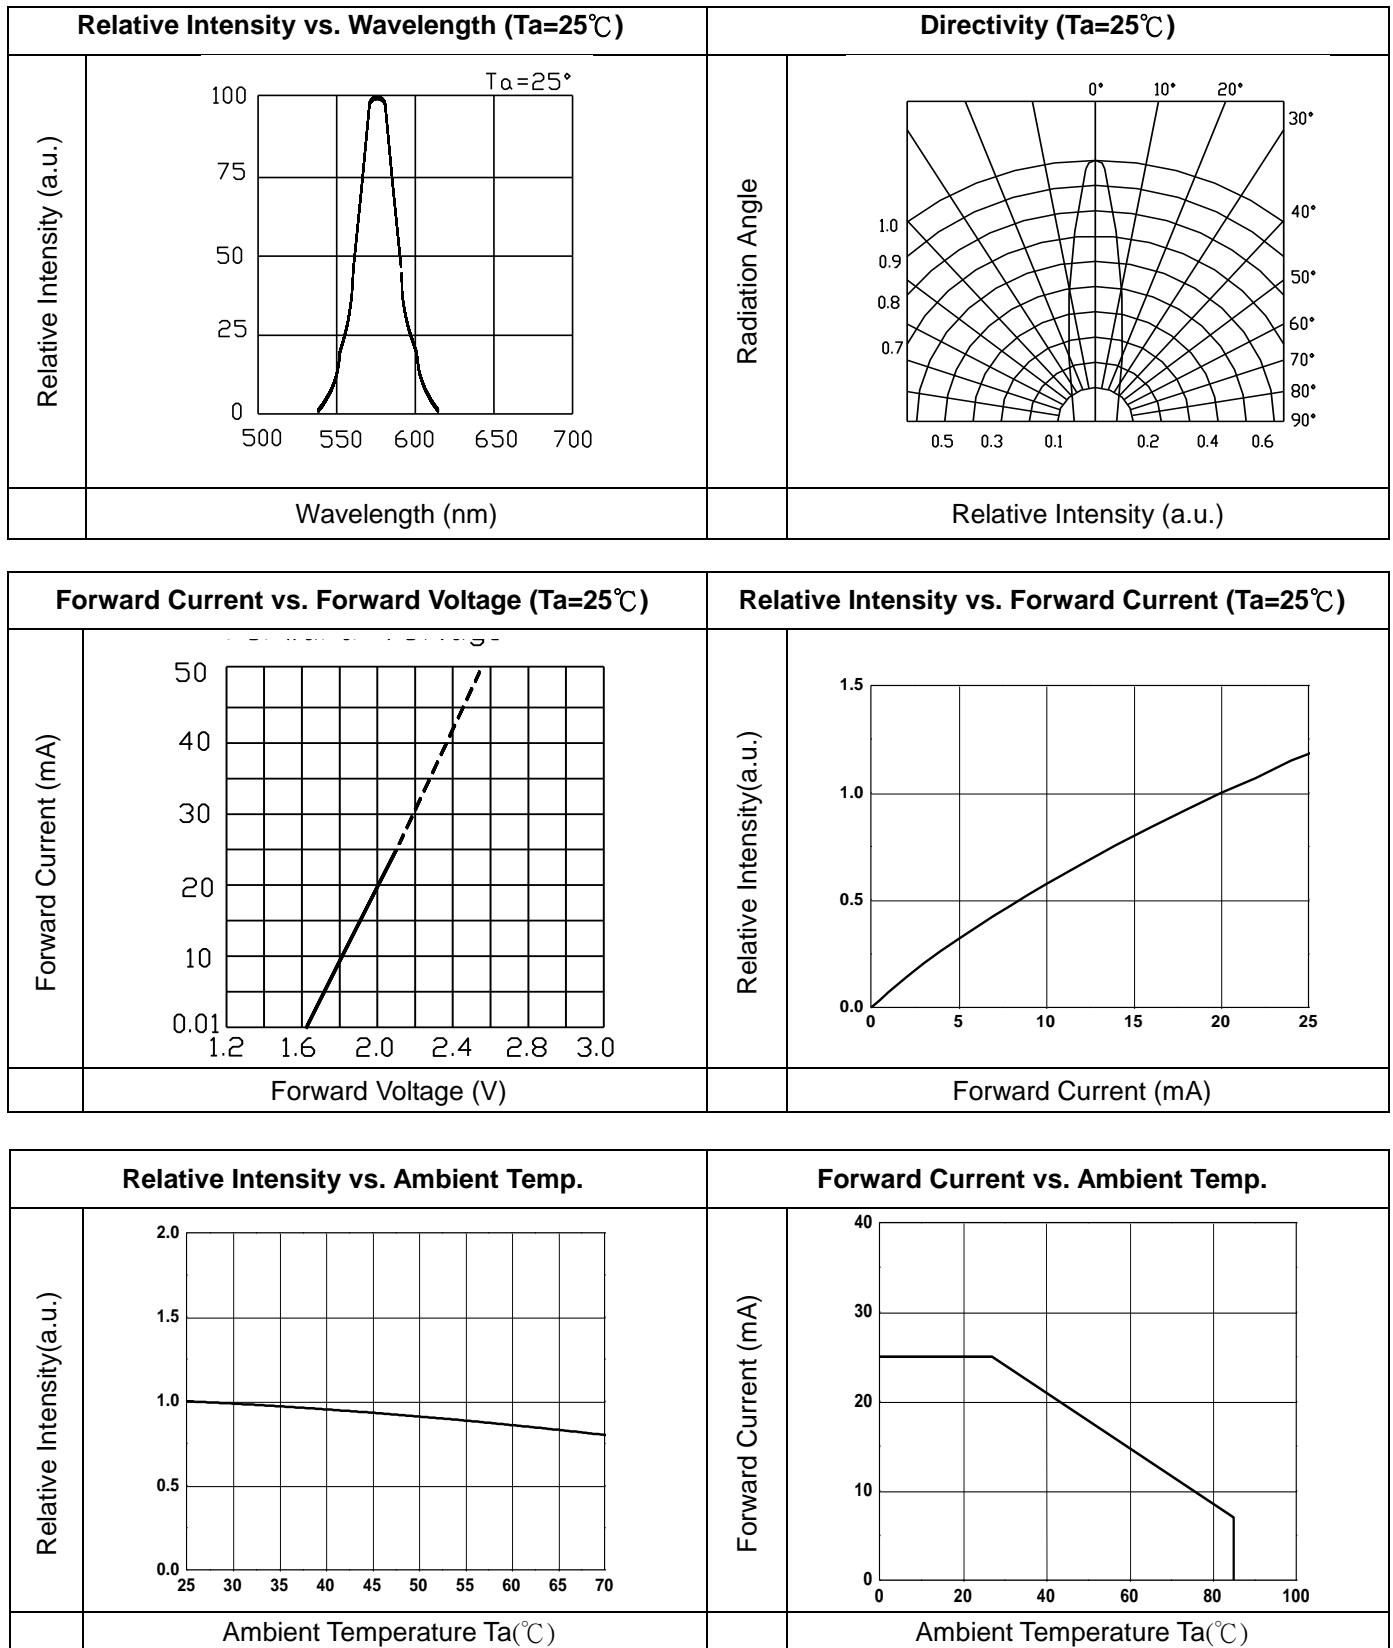 Relative Intensity vs. Wavelength (Ta=25℃)
Directivity (Ta=25℃)
Relative Intensity (a.u.)
Ta=25°
100
75
50
25
0
500 550 600 650 700
Wavelength (nm)
Radiation Angle
0° 10° 20°
30°
40°
50°
60°
70°
80°
90°
1.0
0.9
0.8
0.7
0.5 0.3 0.1 0.2 0.4 0.6
Relative Intensity (a.u.)
Forward Current vs. Forward Voltage (Ta=25℃)
Relative Intensity vs. Forward Current (Ta=25℃)
Forward Current (mA)
50
40
30
20
10
0.01
1.2 1.6 2.0 2.4 2.8 3.0
Forward Voltage (V)
Relative Intensity(a.u.)
1.5
1.0
0.5
0.0
0 5 10 15 20 25
Forward Current (mA)
Relative Intensity vs. Ambient Temp.
Forward Current vs. Ambient Temp.
Relative Intensity(a.u.)
2.0
1.5
1.0
0.5
0.0
25 30 35 40 45 50 55 60 65 70
Ambient Temperature Ta(℃)
Forward Current (mA)
40
30
20
10
0
0 20 40 60 80 100
Ambient Temperature Ta(℃)